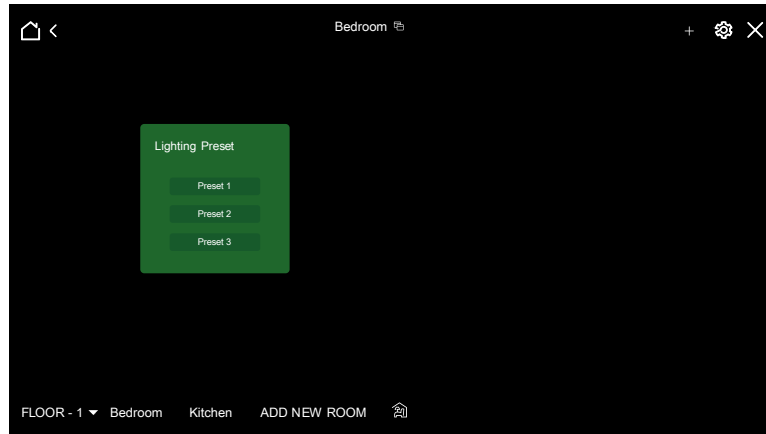 Bedroom
Lighting Preset
Preset 1
Preset 2
Preset 3
FLOOR - 1 Bedroom Kitchen ADD NEW ROOM